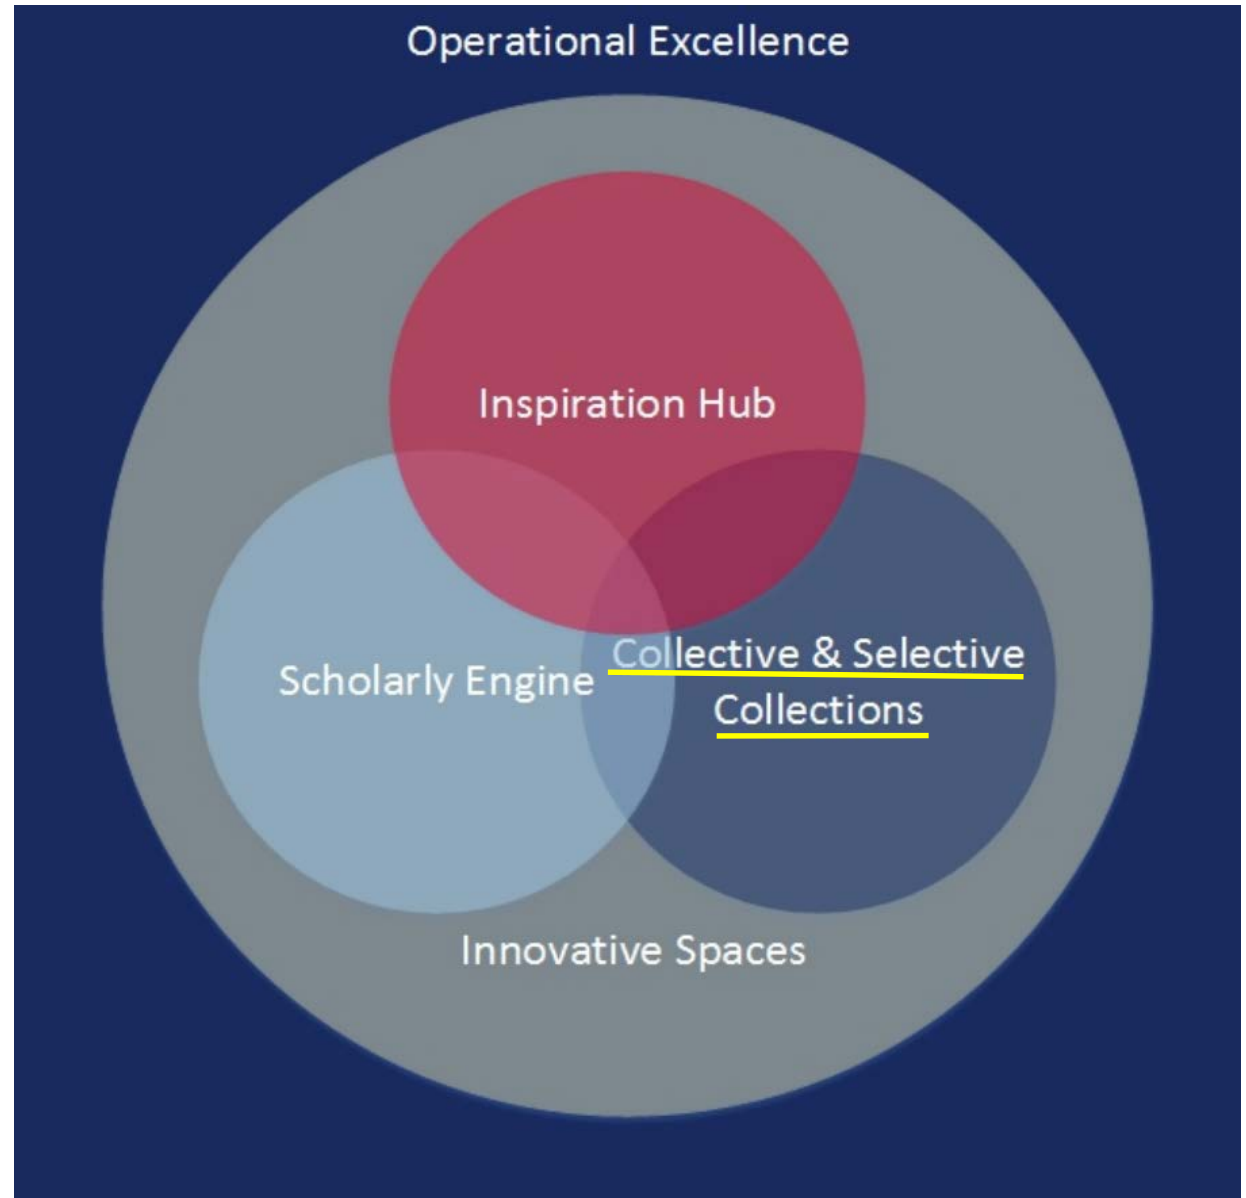 Operational Excellence
Inspiration Hub
Scholarly Engine
Collective & Selective
Collections
Innovative Spaces